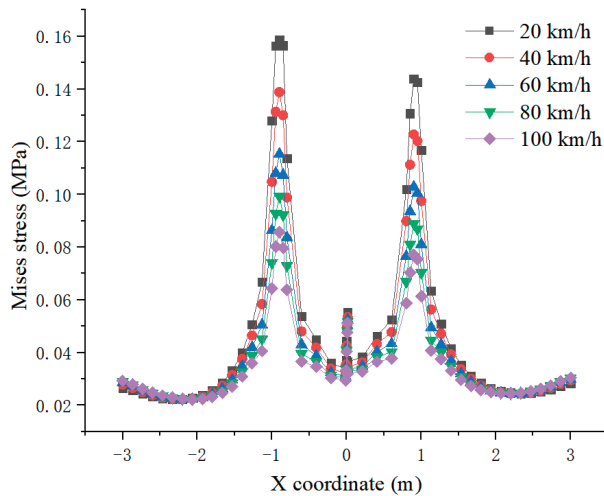 20 km/h
40 km/h
60 km/h
80 km/h
100 km/h
Mises stress (MPa)
0.16
0.14
0.12
0.10
0.08
0.06
0.04
0.02
-3 -2 -1 0 1 2 3
X coordinate (m)